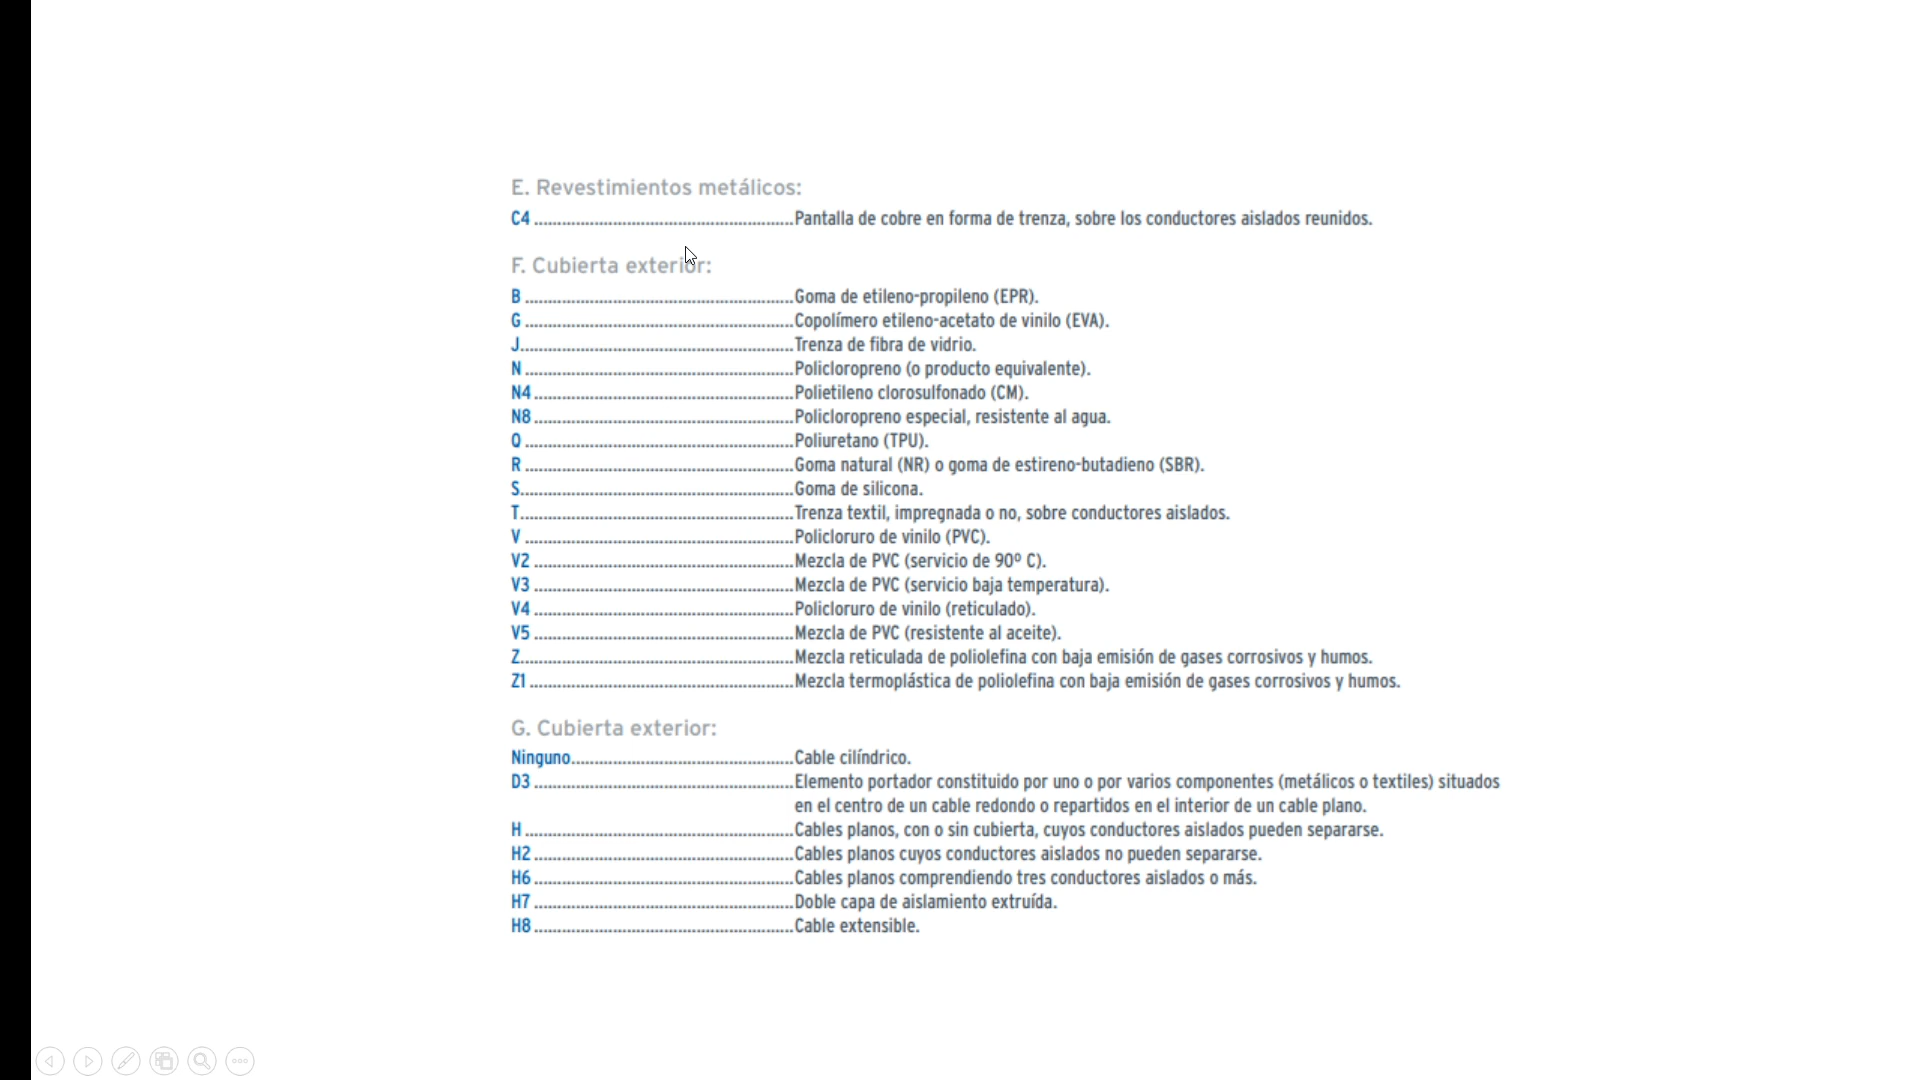 E. Revestimientos metálicos:
C4 ........................................................Pantalla de cobre en forma de trenza, sobre los conductores aislados reunidos.
F. Cubierta exterior:
B ..........................................................Goma de etileno-propileno (EPR).
G ..........................................................Copolímero etileno-acetato de vinilo (EVA).
J...........................................................Trenza de fibra de vidrio.
N ..........................................................Policloropreno (o producto equivalente).
N4 ........................................................Polietileno clorosulfonado (CM).
N8 ........................................................Policloropreno especial, resistente al agua.
Q ..........................................................Poliuretano (TPU).
R ..........................................................Goma natural (NR) o goma de estireno-butadieno (SBR).
S...........................................................Goma de silicona.
T...........................................................Trenza textil, impregnada o no, sobre conductores aislados.
V ..........................................................Policloruro de vinilo (PVC).
V2 ........................................................Mezcla de PVC (servicio de 90º C).
V3 ........................................................Mezcla de PVC (servicio baja temperatura).
V4 ........................................................Policloruro de vinilo (reticulado).
V5 ........................................................Mezcla de PVC (resistente al aceite).
Z...........................................................Mezcla reticulada de poliolefina con baja emisión de gases corrosivos y humos.
Z1 .........................................................Mezcla termoplástica de poliolefina con baja emisión de gases corrosivos y humos.
G. Cubierta exterior:
Ninguno................................................Cable cilíndrico.
D3 ........................................................Elemento portador constituido por uno o por varios componentes (metálicos o textiles) situados
en el centro de un cable redondo o repartidos en el interior de un cable plano.
H ..........................................................Cables planos, con o sin cubierta, cuyos conductores aislados pueden separarse.
H2 ........................................................Cables planos cuyos conductores aislados no pueden separarse.
H6 ........................................................Cables planos comprendiendo tres conductores aislados o más.
H7 ........................................................Doble capa de aislamiento extruída.
H8 ........................................................Cable extensible.